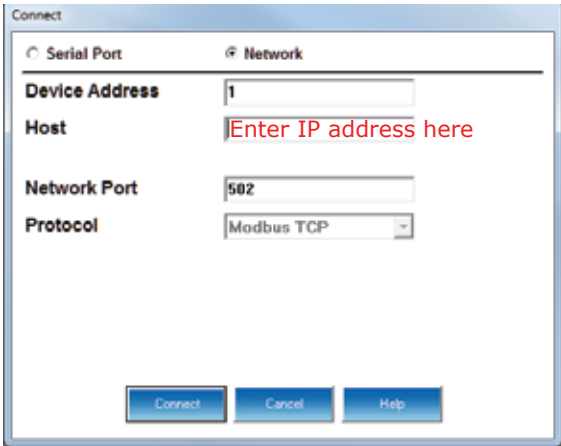 Connect
Serial Port Network
Device Address 1
Host Enter IP address here
Network Port 502
Protocol Modbus TCP
Connect Cancel Help